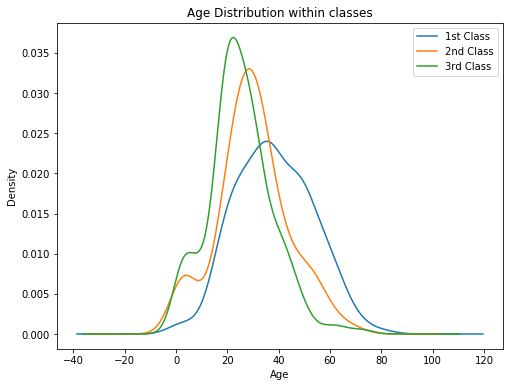 Age Distribution within classes
1st Class
2nd Class
3rd Class
Density
0.035
0.030
0.025
0.020
0.015
0.010
0.005
0.000
−40
−20
0
20
40
60
80
100
120
Age